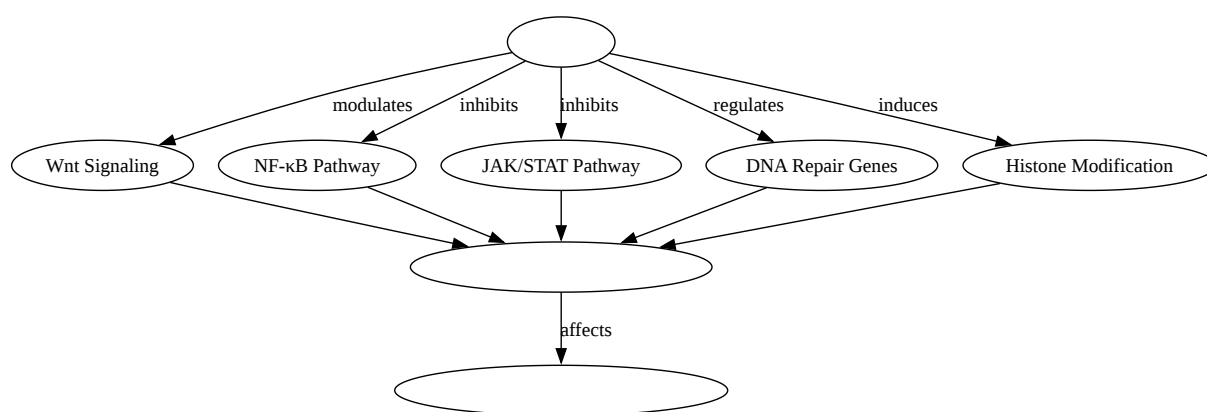 modulates
inhibits
inhibits
regulates
induces
Wnt Signaling
NF-κB Pathway
JAK/STAT Pathway
DNA Repair Genes
Histone Modification
affects